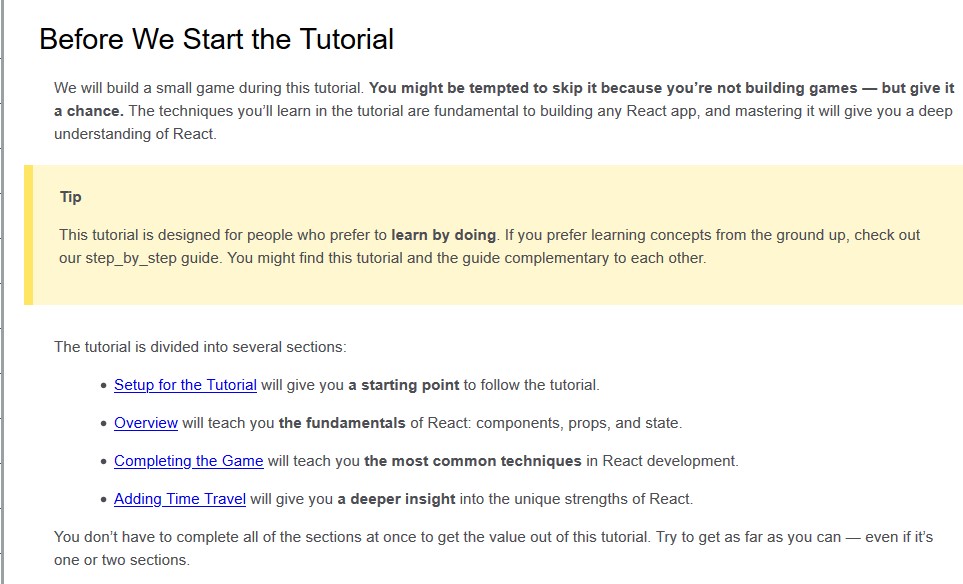 Before We Start the Tutorial
We will build a small game during this tutorial. You might be tempted to skip it because you’re not building games — but give it
a chance. The techniques you’ll learn in the tutorial are fundamental to building any React app, and mastering it will give you a deep
understanding of React.
Tip
This tutorial is designed for people who prefer to learn by doing. If you prefer learning concepts from the ground up, check out
our step_by_step guide. You might find this tutorial and the guide complementary to each other.
The tutorial is divided into several sections:
• Setup for the Tutorial will give you a starting point to follow the tutorial.
• Overview will teach you the fundamentals of React: components, props, and state.
• Completing the Game will teach you the most common techniques in React development.
• Adding Time Travel will give you a deeper insight into the unique strengths of React.
You don’t have to complete all of the sections at once to get the value out of this tutorial. Try to get as far as you can — even if it’s
one or two sections.